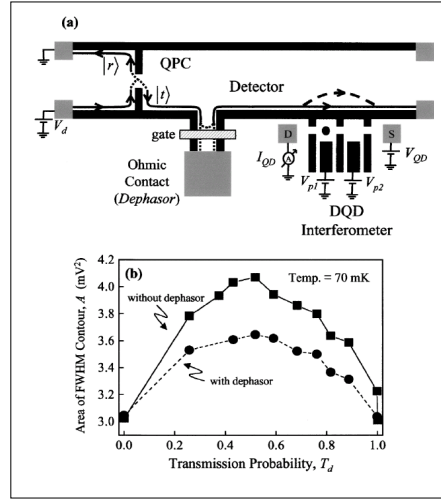 (a)
|r⟩
QPC
Detector
|t⟩
V_d
gate
D
S
I_QD
A
V_QD
Ohmic
Contact
(Dephasor)
V_p1
V_p2
DQD
Interferometer
(b)
Temp. = 70 mK
without dephasor
with dephasor
Area of FWHM Contour, A (mV²)
4.2
4.0
3.8
3.6
3.4
3.2
3.0
0.0
0.2
0.4
0.6
0.8
1.0
Transmission Probability, T_d